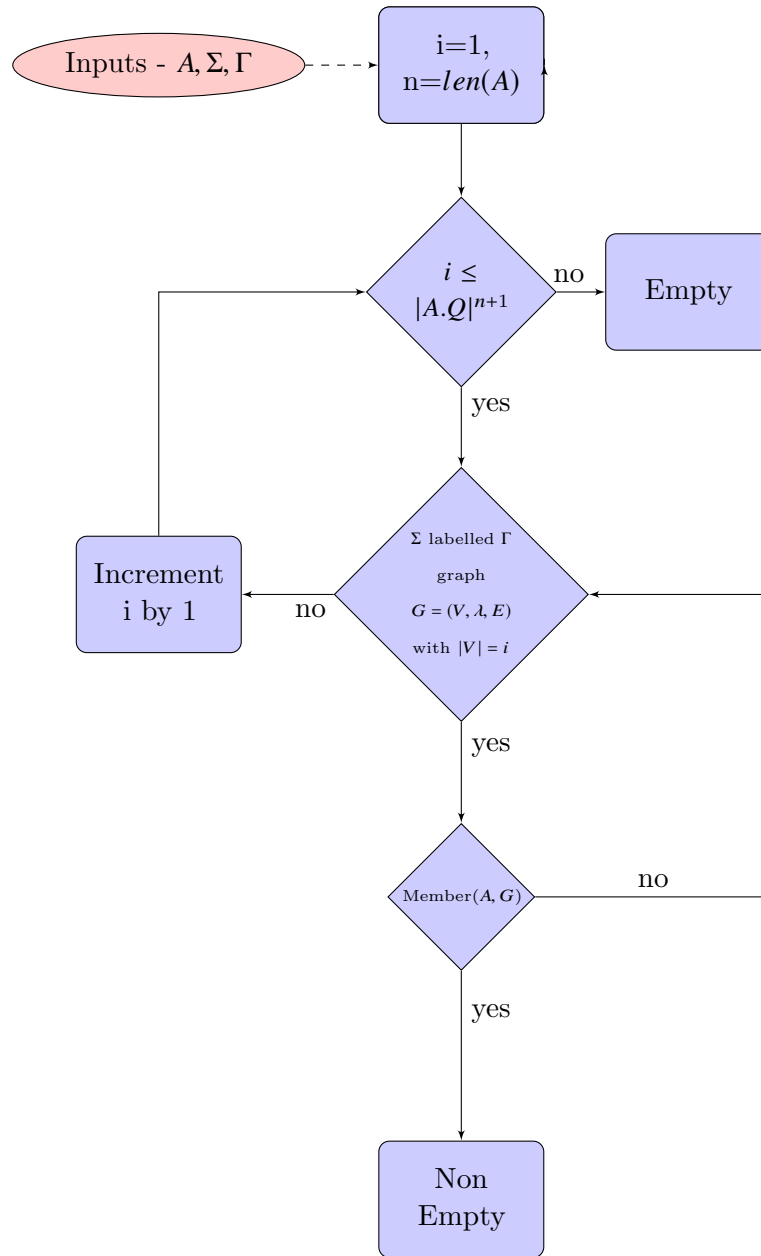 Inputs - A, Σ, Γ
i=1,
n=len(A)
i ≤
|A.Q|ⁿ⁺¹
no
Empty
yes
Σ labelled Γ
graph
G = (V, λ, E)
with |V| = i
no
Increment
i by 1
yes
Member(A, G)
no
yes
Non
Empty